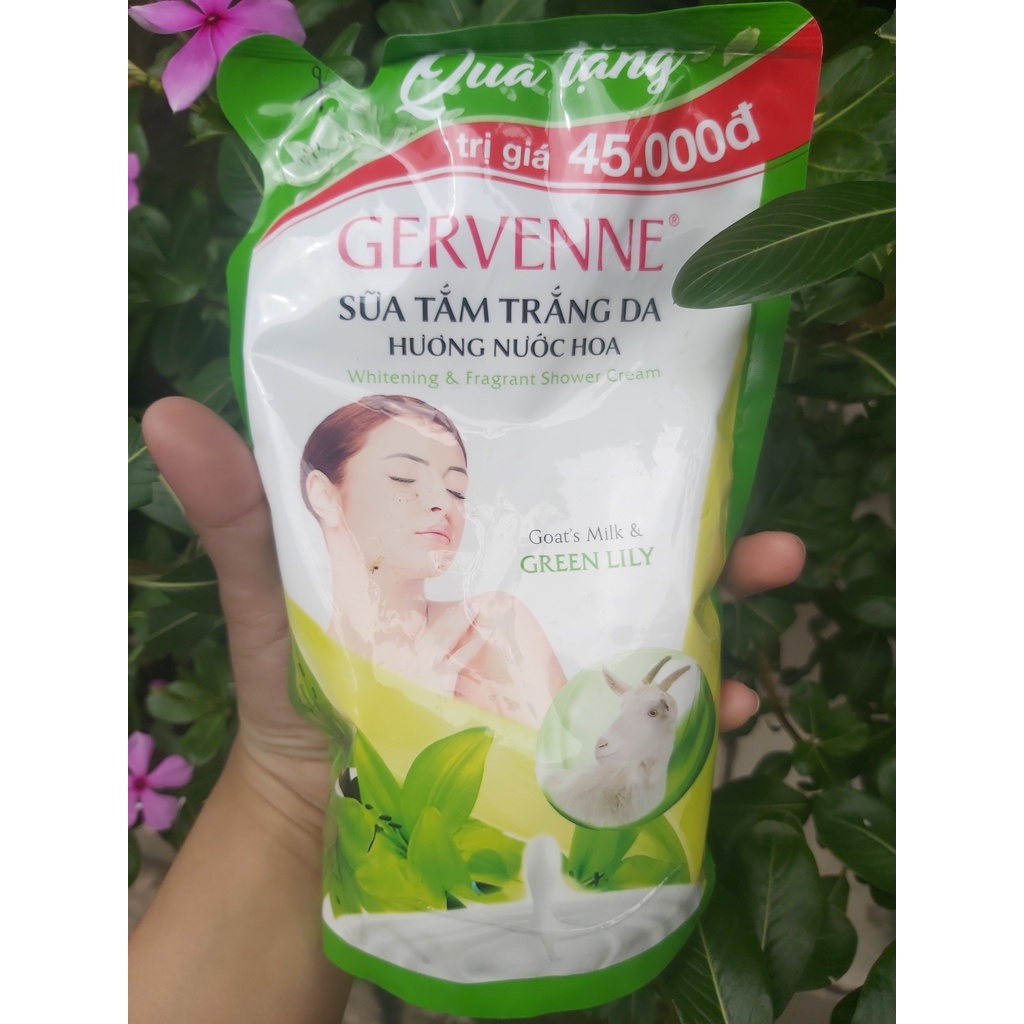 Quà tặng
trị giá 45.000đ
GERVENNE®
SỮA TẮM TRẮNG DA
HƯƠNG NƯỚC HOA
Whitening & Fragrant Shower Cream
Goat's Milk &
GREEN LILY